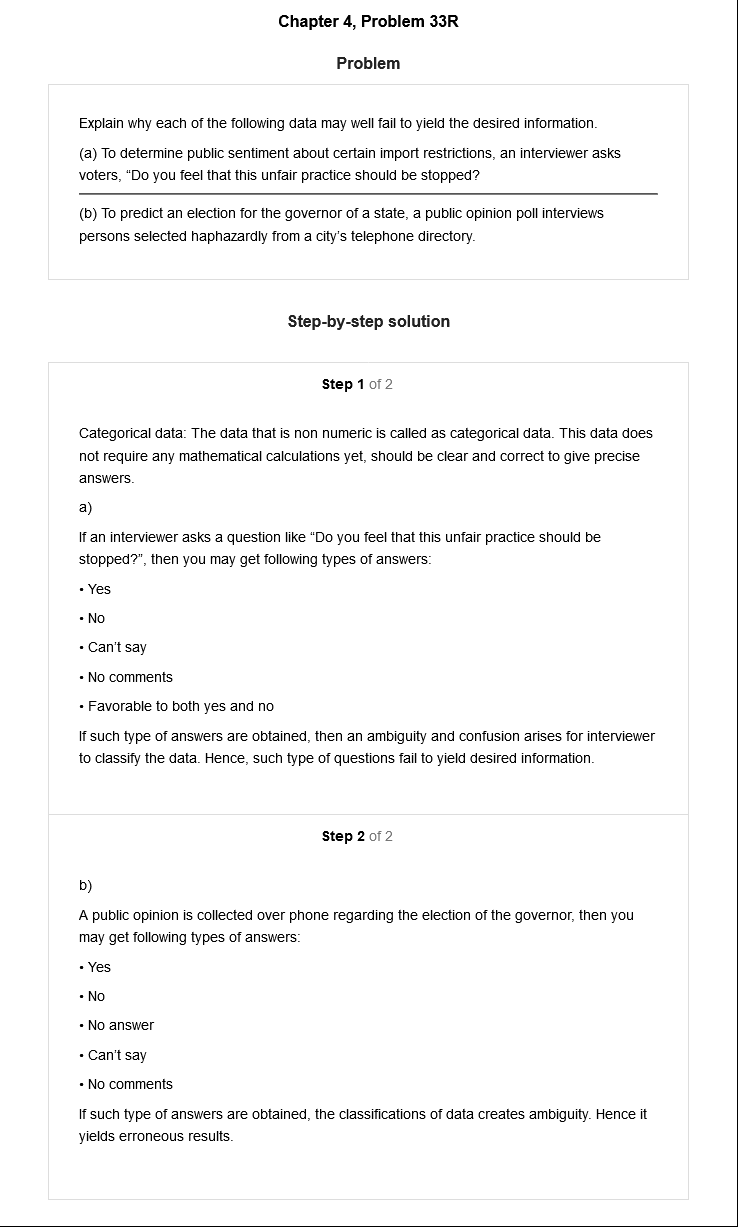 Chapter 4, Problem 33R
Problem
Explain why each of the following data may well fail to yield the desired information.
(a) To determine public sentiment about certain import restrictions, an interviewer asks
voters, “Do you feel that this unfair practice should be stopped?
(b) To predict an election for the governor of a state, a public opinion poll interviews
persons selected haphazardly from a city’s telephone directory.
Step-by-step solution
Step 1 of 2
Categorical data: The data that is non numeric is called as categorical data. This data does
not require any mathematical calculations yet, should be clear and correct to give precise
answers.
a)
If an interviewer asks a question like “Do you feel that this unfair practice should be
stopped?”, then you may get following types of answers:
• Yes
• No
• Can’t say
• No comments
• Favorable to both yes and no
If such type of answers are obtained, then an ambiguity and confusion arises for interviewer
to classify the data. Hence, such type of questions fail to yield desired information.
Step 2 of 2
b)
A public opinion is collected over phone regarding the election of the governor, then you
may get following types of answers:
• Yes
• No
• No answer
• Can’t say
• No comments
If such type of answers are obtained, the classifications of data creates ambiguity. Hence it
yields erroneous results.